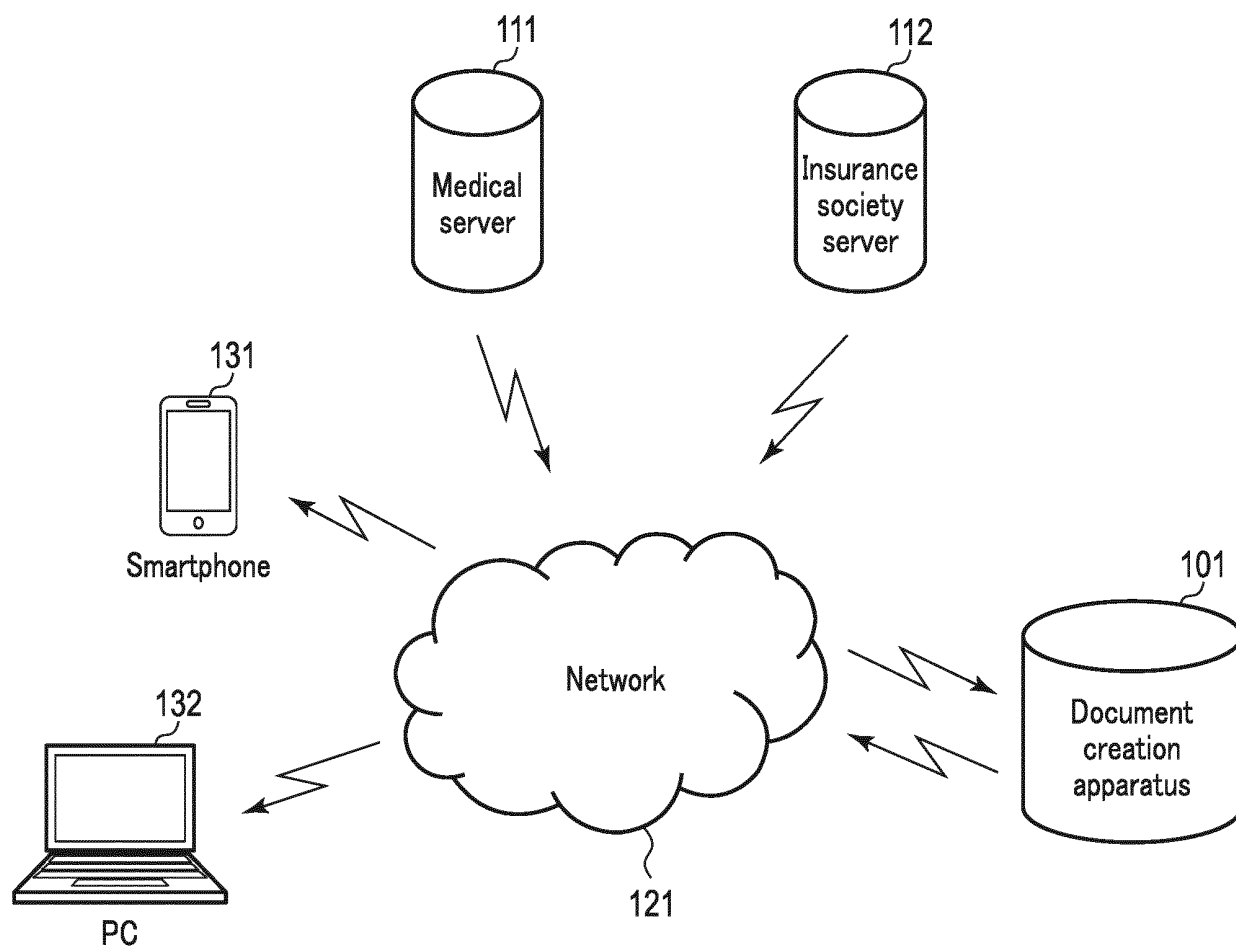 111
112
Medical
server
Insurance
society
server
131
Smartphone
101
Network
Document
creation
apparatus
132
PC
121